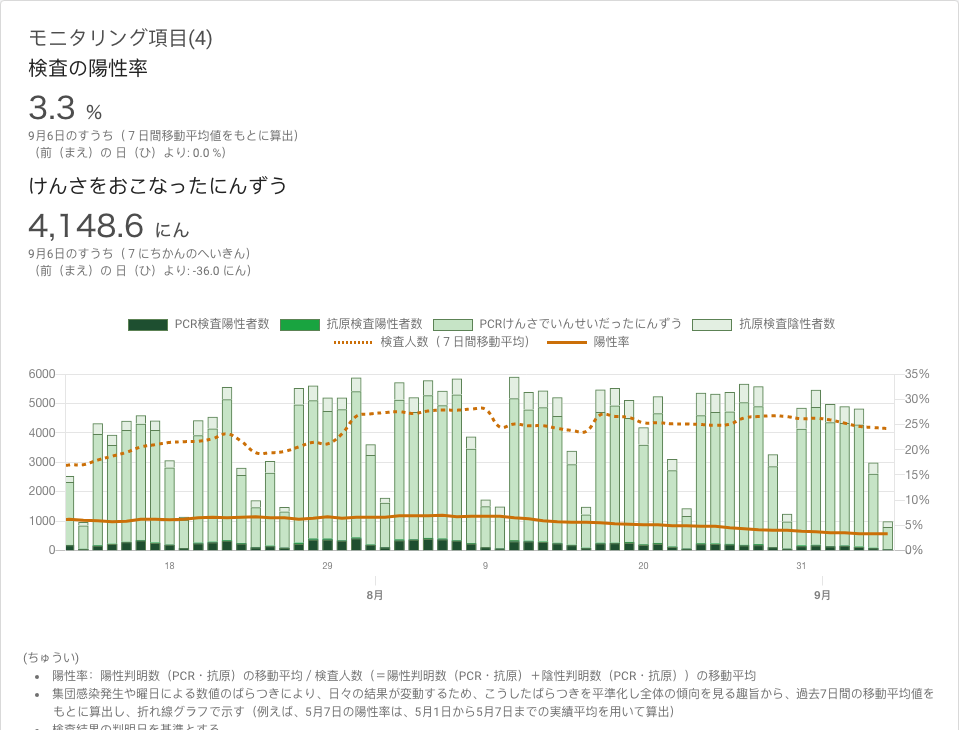 モニタリング項目(4)
検査の陽性率
3.3 %
9月6日のすうち（７日間移動平均値をもとに算出）
（前（まえ）の 日（ひ）より: 0.0 %）
けんさをおこなったにんずう
4,148.6 にん
9月6日のすうち（７にちかんのへいきん）
（前（まえ）の 日（ひ）より: -36.0 にん）
PCR検査陽性者数 抗原検査陽性者数 PCRけんさでいんせいだったにんずう 抗原検査陰性者数
検査人数（７日間移動平均） 陽性率
6000 35%
5000 30%
4000 25%
3000 20%
2000 15%
1000 10%
0 5%
0%
18 29 9 20 31
8月 9月
(ちゅうい)
• 陽性率：陽性判明数（PCR・抗原）の移動平均 / 検査人数（＝陽性判明数（PCR・抗原）＋陰性判明数（PCR・抗原））の移動平均
• 集団感染発生や曜日による数値のばらつきにより、日々の結果が変動するため、こうしたばらつきを平準化し全体の傾向を見る趣旨から、過去7日間の移動平均値を
もとに算出し、折れ線グラフで示す（例えば、5月7日の陽性率は、5月1日から5月7日までの実績平均を用いて算出）
• 検査結果の判明日を基準とする